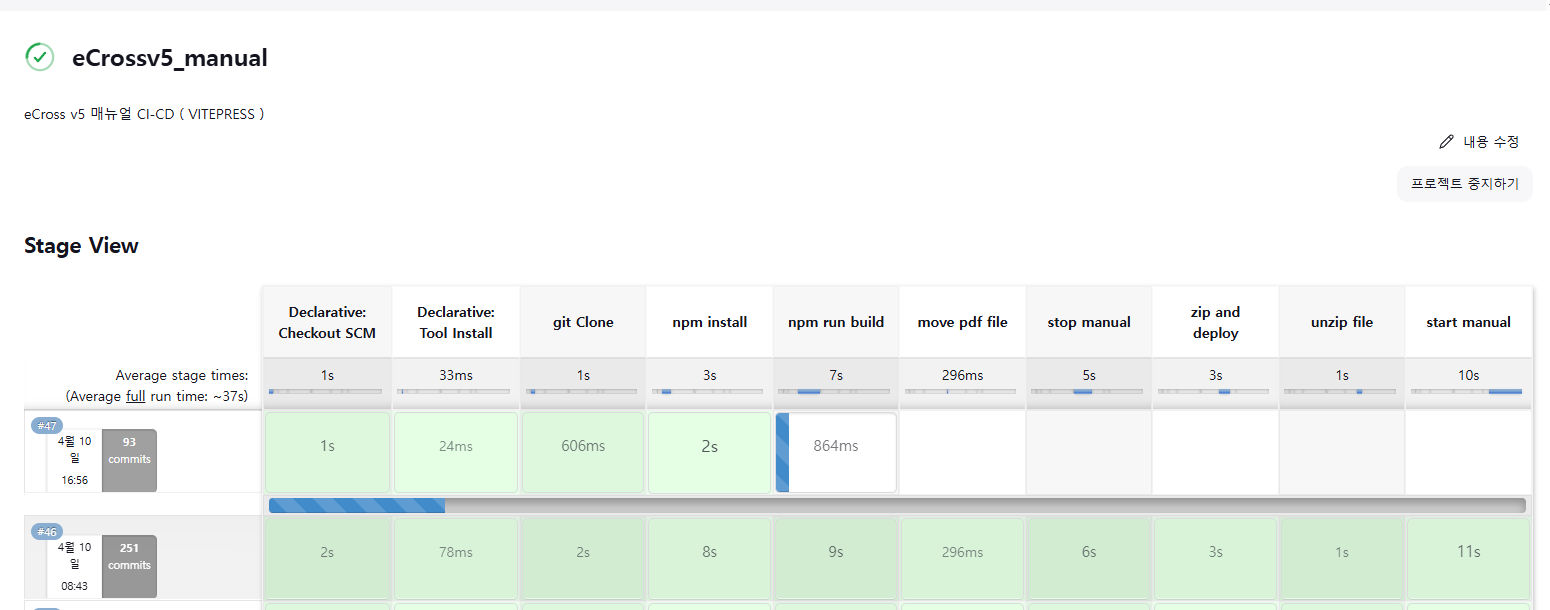 eCrossv5_manual
eCross v5 매뉴얼 CI-CD ( VITEPRESS )
내용 수정
프로젝트 중지하기
Stage View
Declarative: Checkout SCM
Declarative: Tool Install
git Clone
npm install
npm run build
move pdf file
stop manual
zip and deploy
unzip file
start manual
Average stage times:
(Average full run time: ~37s)
1s
33ms
1s
3s
7s
296ms
5s
3s
1s
10s
#47
4월 10일
16:56
93
commits
1s
24ms
606ms
2s
864ms
#46
4월 10일
08:43
251
commits
2s
78ms
2s
8s
9s
296ms
6s
3s
1s
11s